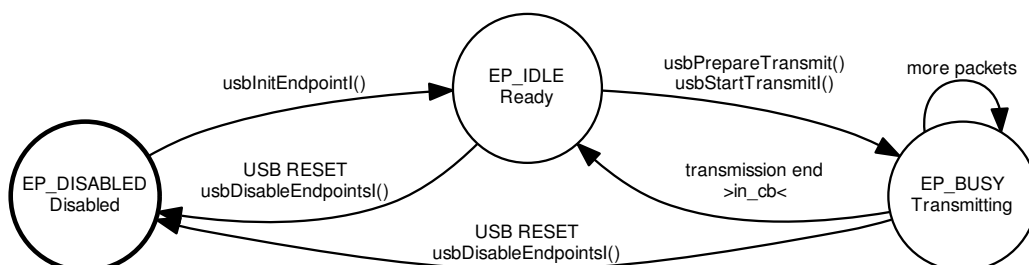 usbInitEndpointI()
EP_IDLE
Ready
usbPrepareTransmit()
usbStartTransmitI()
more packets
EP_DISABLED
Disabled
USB RESET
usbDisableEndpointsI()
transmission end
>in_cb<
EP_BUSY
Transmitting
USB RESET
usbDisableEndpointsI()